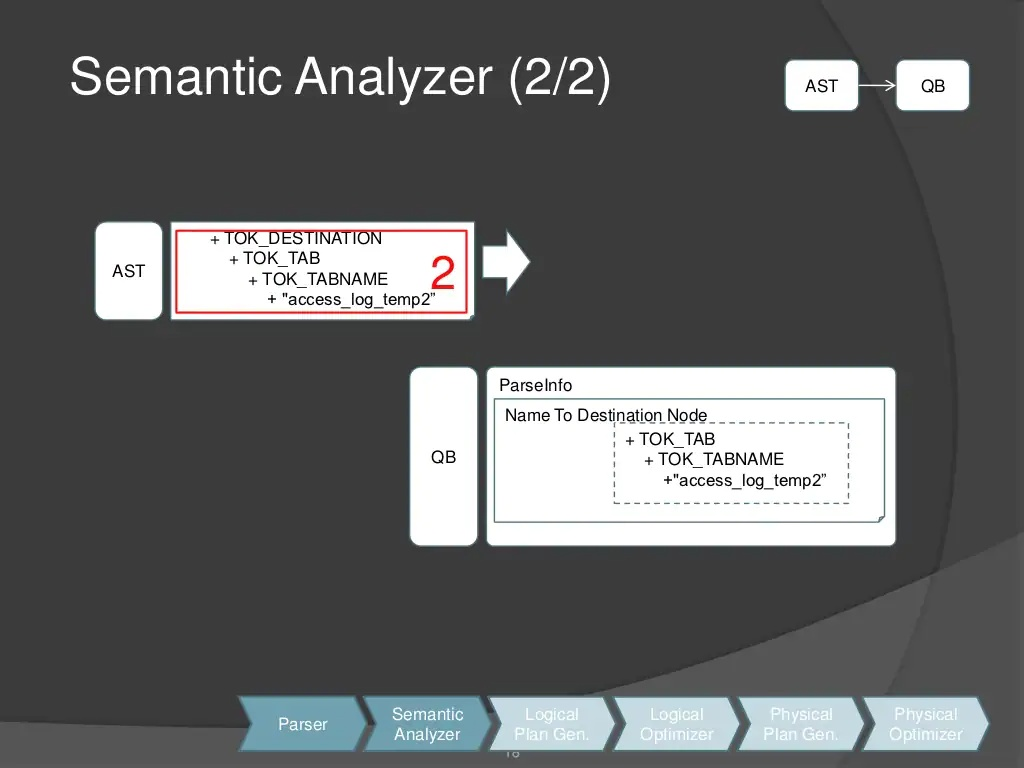 Semantic Analyzer (2/2)
AST
QB
AST
+ TOK_DESTINATION
+ TOK_TAB
+ TOK_TABNAME
+ "access_log_temp2”
2
QB
ParseInfo
Name To Destination Node
+ TOK_TAB
+ TOK_TABNAME
+"access_log_temp2”
Parser
Semantic
Analyzer
Logical
Plan Gen.
Logical
Optimizer
Physical
Plan Gen.
Physical
Optimizer